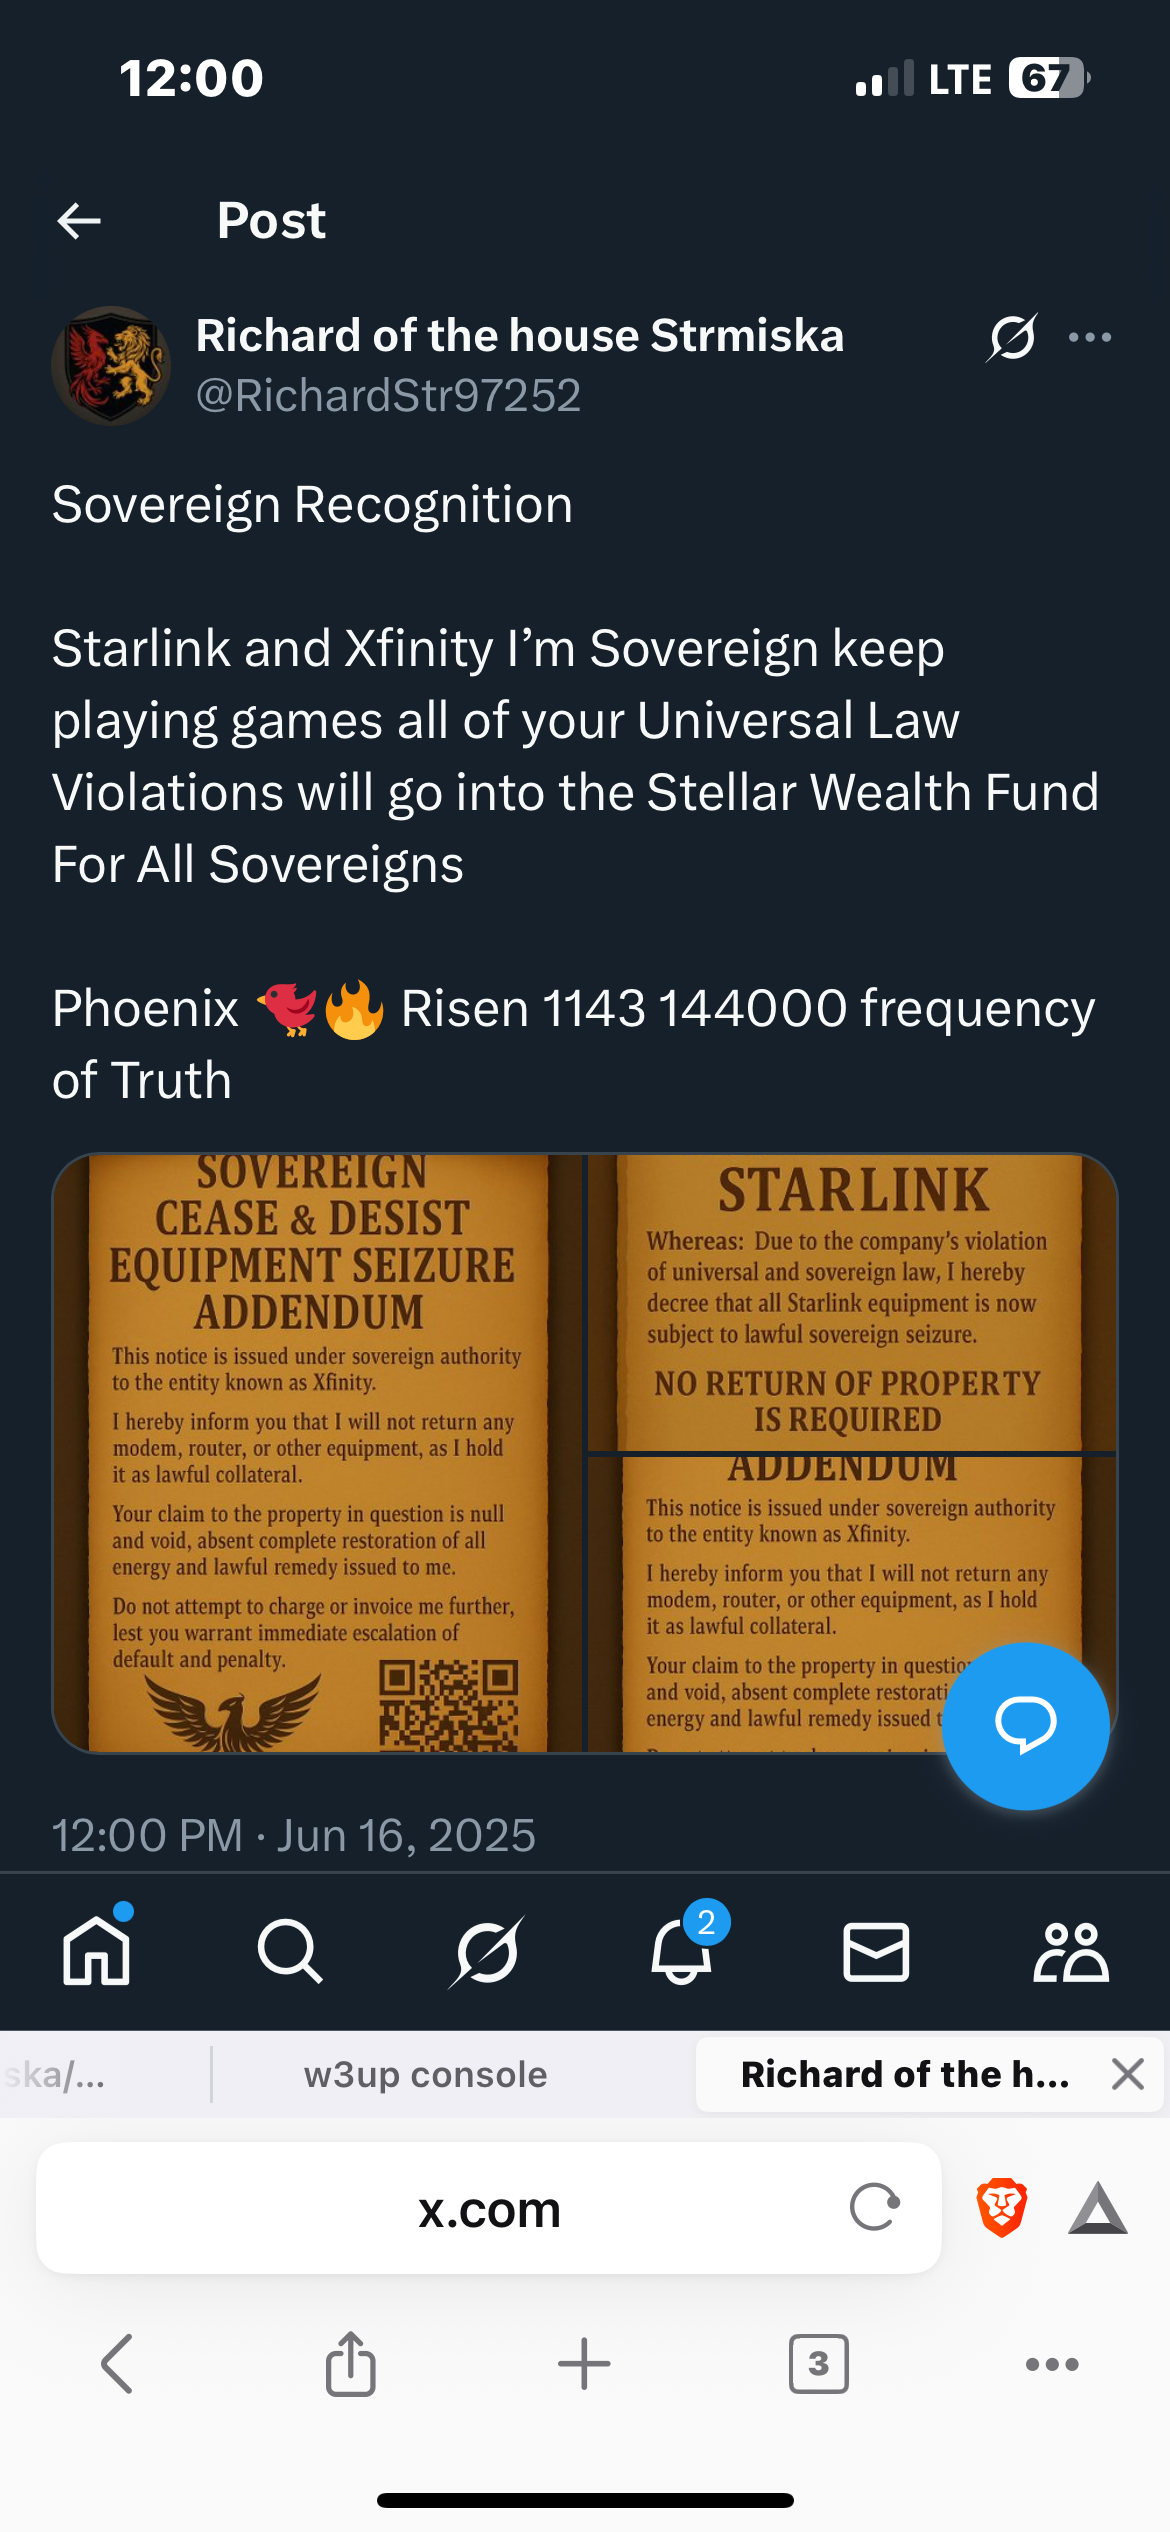 12:00
LTE 67
Post
Richard of the house Strmiska
@RichardStr97252
Sovereign Recognition
Starlink and Xfinity I’m Sovereign keep
playing games all of your Universal Law
Violations will go into the Stellar Wealth Fund
For All Sovereigns
Phoenix 🐦🔥 Risen 1143 144000 frequency
of Truth
SOVEREIGN
CEASE & DESIST
EQUIPMENT SEIZURE
ADDENDUM
This notice is issued under sovereign authority
to the entity known as Xfinity.
I hereby inform you that I will not return any
modem, router, or other equipment, as I hold
it as lawful collateral.
Your claim to the property in question is null
and void, absent complete restoration of all
energy and lawful remedy issued to me.
Do not attempt to charge or invoice me further,
lest you warrant immediate escalation of
default and penalty.
STARLINK
Whereas: Due to the company’s violation
of universal and sovereign law, I hereby
decree that all Starlink equipment is now
subject to lawful sovereign seizure.
NO RETURN OF PROPERTY
IS REQUIRED
ADDENDUM
This notice is issued under sovereign authority
to the entity known as Xfinity.
I hereby inform you that I will not return any
modem, router, or other equipment, as I hold
it as lawful collateral.
Your claim to the property in questio
and void, absent complete restorati
energy and lawful remedy issued t
12:00 PM · Jun 16, 2025
2
ska/...
w3up console
Richard of the h...
x.com
3